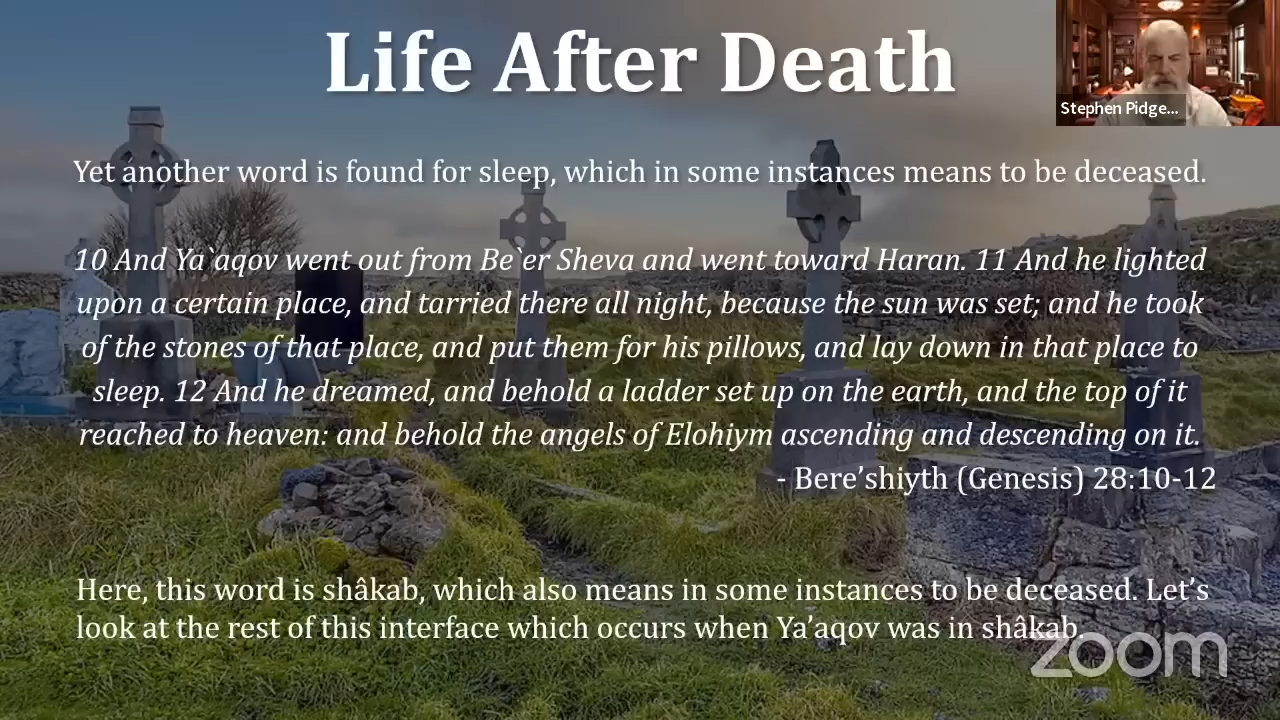 Life After Death
Stephen Pidge...
Yet another word is found for sleep, which in some instances means to be deceased.
10 And Ya`aqov went out from Be`er Sheva and went toward Haran. 11 And he lighted
upon a certain place, and tarried there all night, because the sun was set; and he took
of the stones of that place, and put them for his pillows, and lay down in that place to
sleep. 12 And he dreamed, and behold a ladder set up on the earth, and the top of it
reached to heaven: and behold the angels of Elohiym ascending and descending on it.
- Bere’shiyth (Genesis) 28:10-12
Here, this word is shâkab, which also means in some instances to be deceased. Let’s
look at the rest of this interface which occurs when Ya’aqov was in shâkab.
zoom